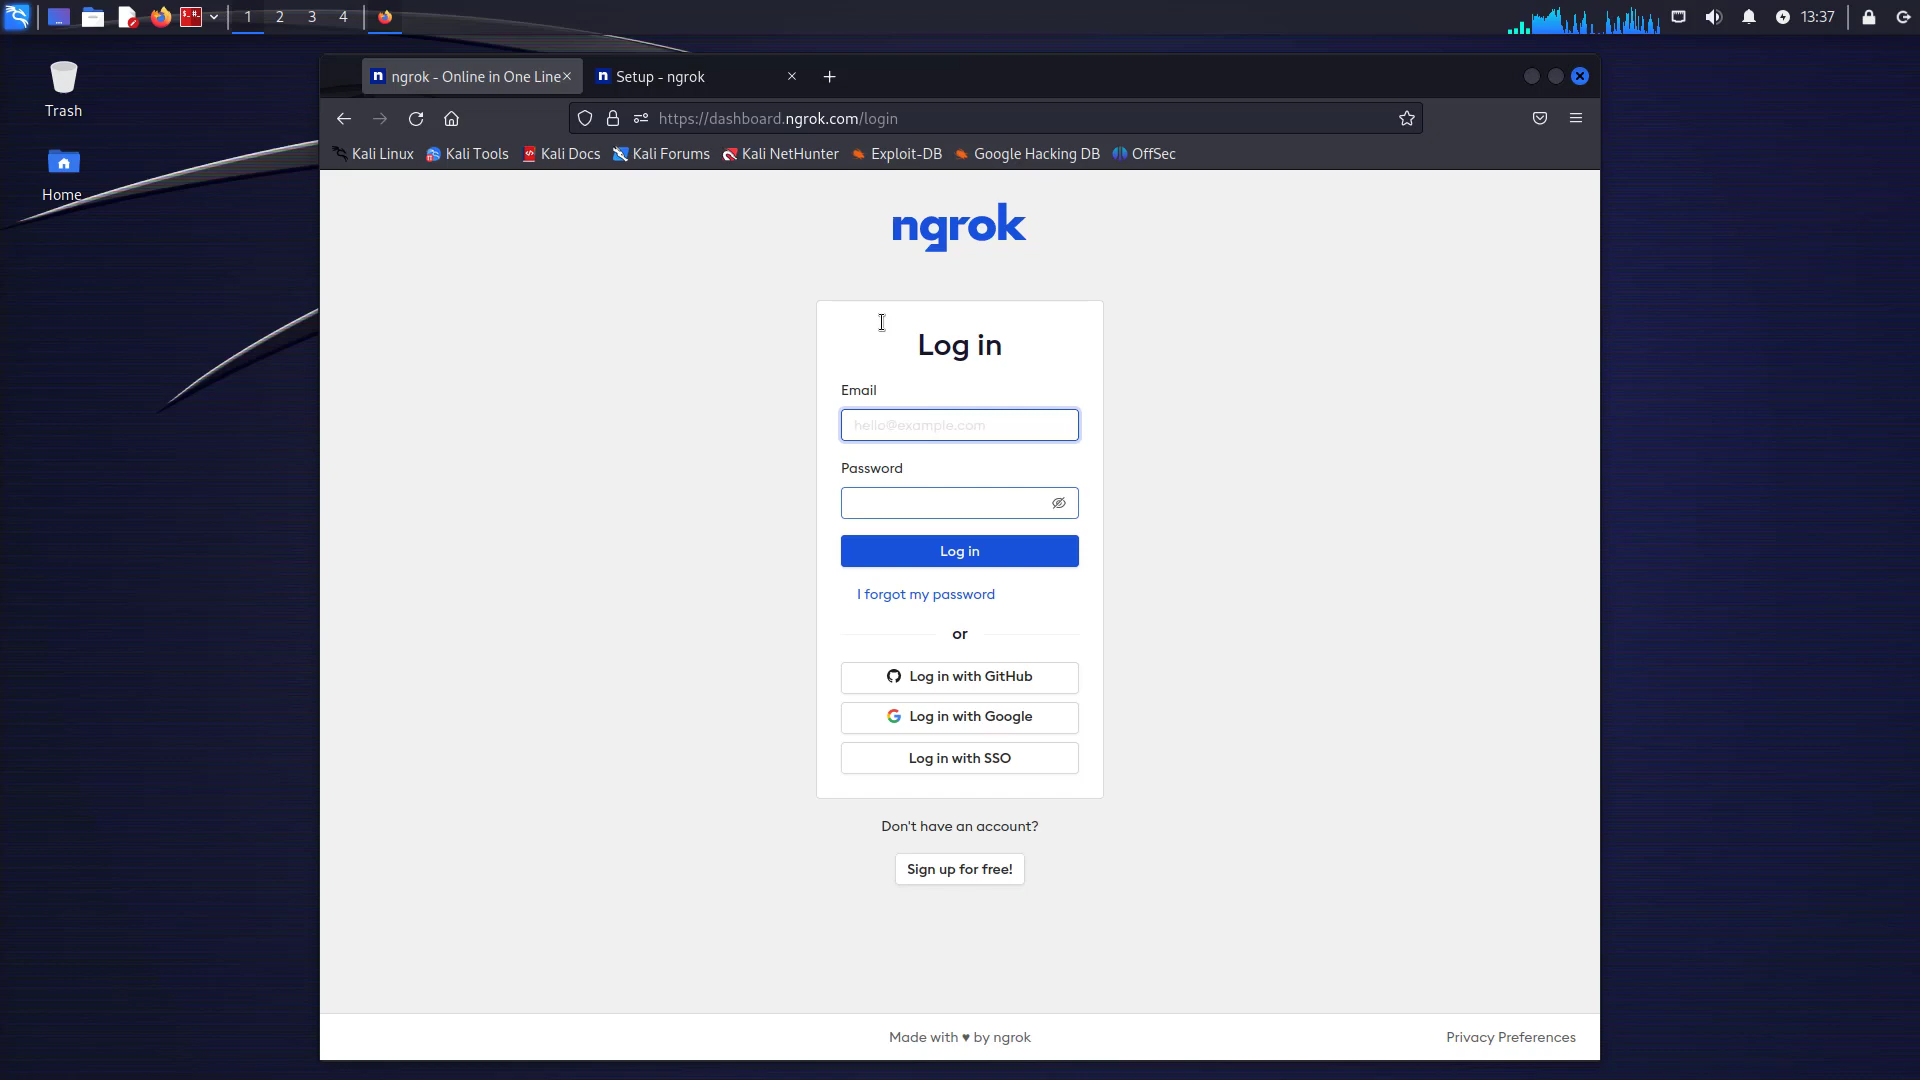 1 2 3 4 13:37
Trash
Home
ngrok - Online in One Line
Setup - ngrok
https://dashboard.ngrok.com/login
Kali Linux Kali Tools Kali Docs Kali Forums Kali NetHunter Exploit-DB Google Hacking DB OffSec
ngrok
Log in
Email
hello@example.com
Password
Log in
I forgot my password
or
Log in with GitHub
Log in with Google
Log in with SSO
Don't have an account?
Sign up for free!
Made with ♥ by ngrok
Privacy Preferences